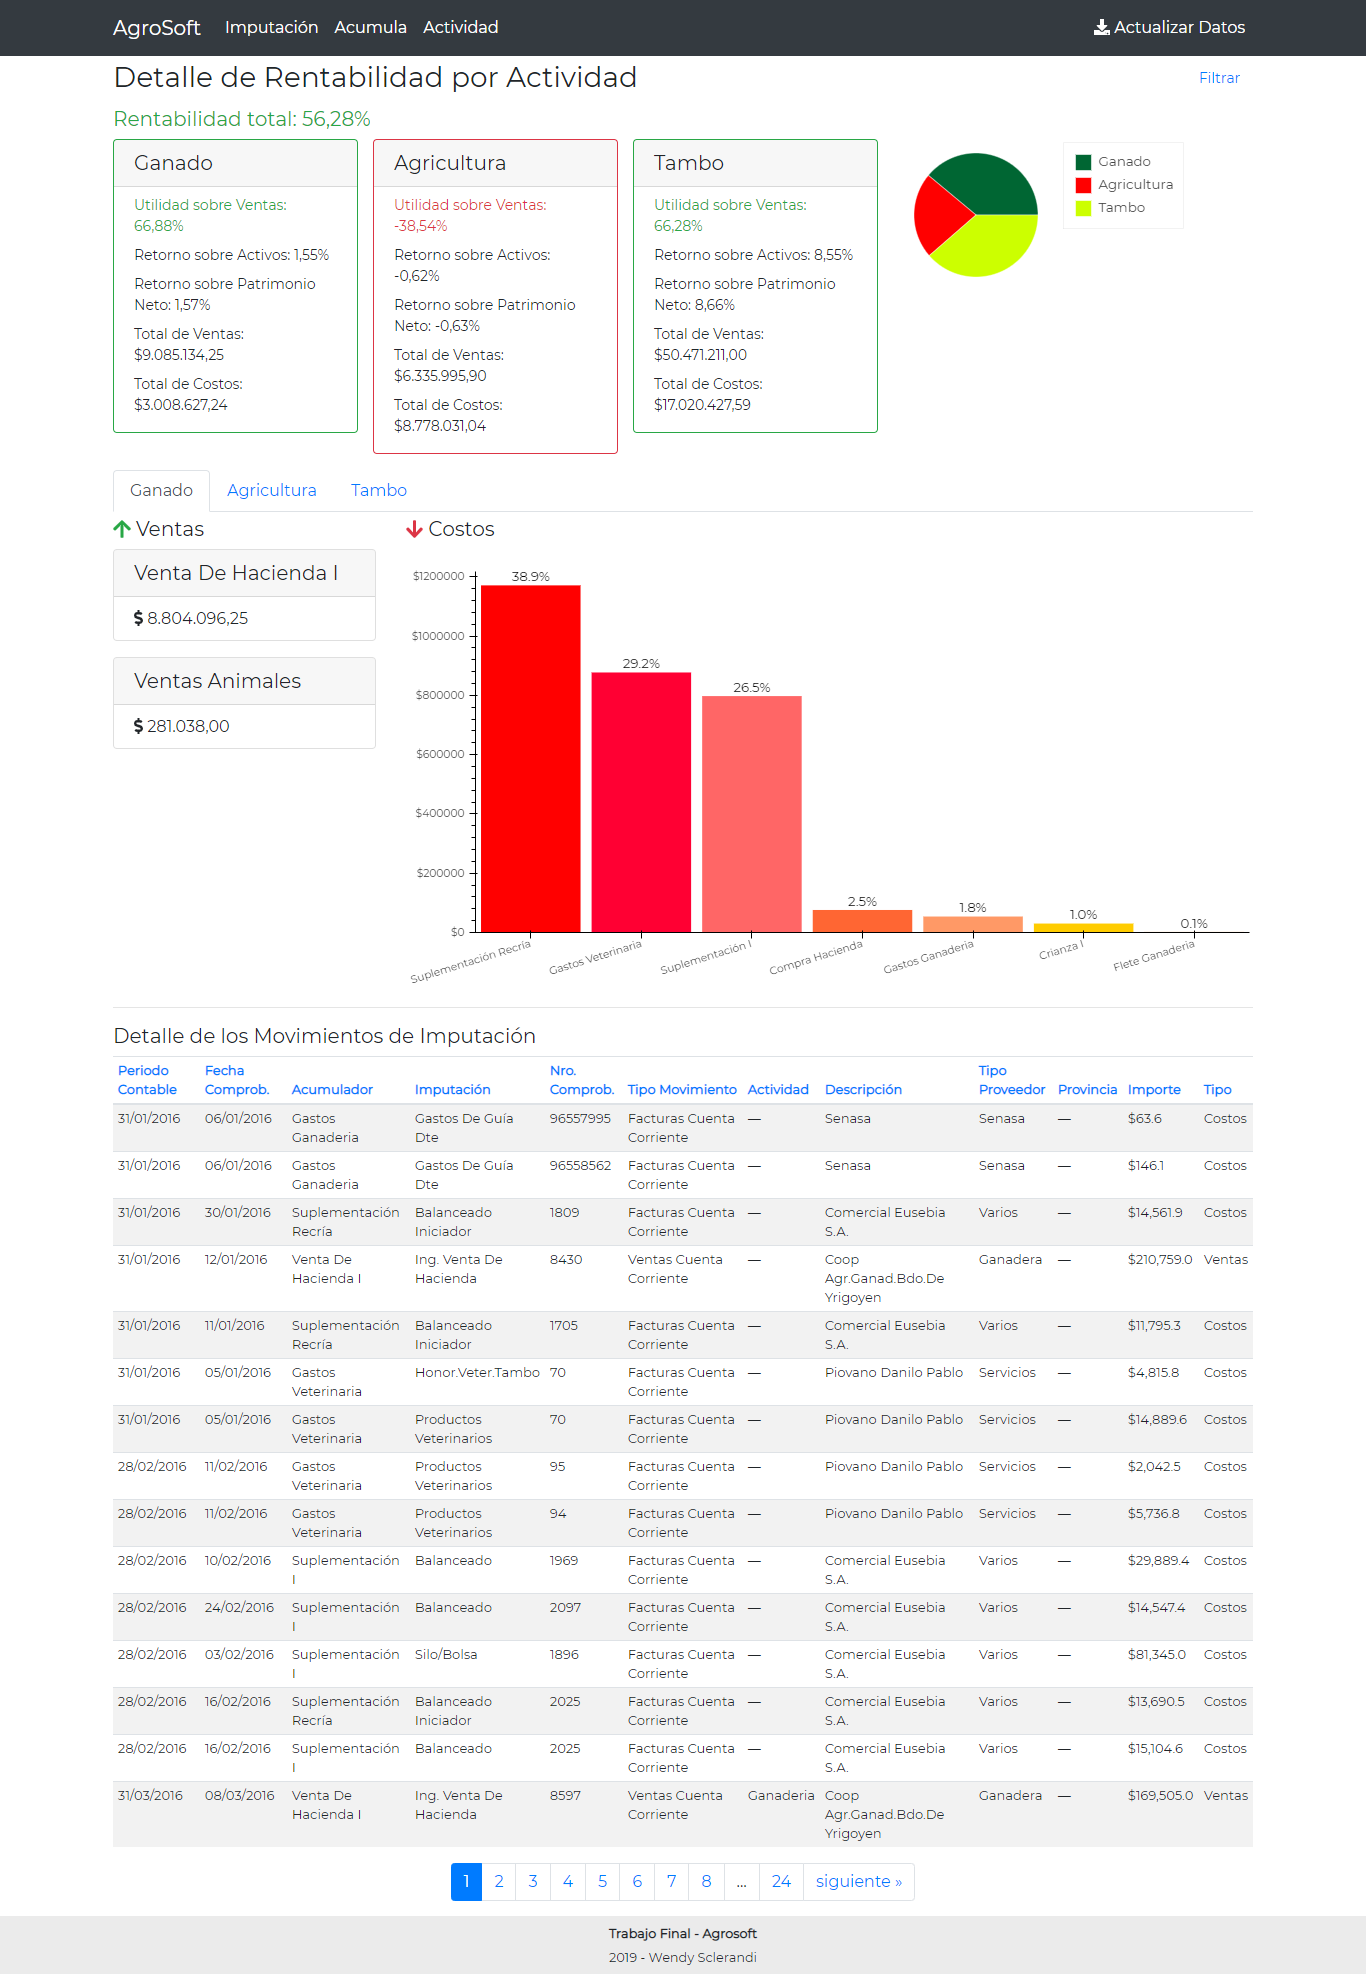 AgroSoft Imputación Acumula Actividad Actualizar Datos
Detalle de Rentabilidad por Actividad Filtrar
Rentabilidad total: 56,28%
Ganado
Utilidad sobre Ventas:
66,88%
Retorno sobre Activos: 1,55%
Retorno sobre Patrimonio
Neto: 1,57%
Total de Ventas:
$9.085.134,25
Total de Costos:
$3.008.627,24
Agricultura
Utilidad sobre Ventas:
-38,54%
Retorno sobre Activos:
-0,62%
Retorno sobre Patrimonio
Neto: -0,63%
Total de Ventas:
$6.335.995,90
Total de Costos:
$8.778.031,04
Tambo
Utilidad sobre Ventas:
66,28%
Retorno sobre Activos: 8,55%
Retorno sobre Patrimonio
Neto: 8,66%
Total de Ventas:
$50.471.211,00
Total de Costos:
$17.020.427,59
Ganado
Agricultura
Tambo
Ganado Agricultura Tambo
Ventas
Venta De Hacienda I
$ 8.804.096,25
Ventas Animales
$ 281.038,00
Costos
$1200000
$1000000
$800000
$600000
$400000
$200000
$0
38.9%
29.2%
26.5%
2.5%
1.8%
1.0%
0.1%
Suplementación Recría
Gastos Veterinaria
Suplementación I
Compra Hacienda
Gastos Ganaderia
Crianza I
Flete Ganaderia
Detalle de los Movimientos de Imputación
Periodo Contable Fecha Comprob. Acumulador Imputación Nro. Comprob. Tipo Movimiento Actividad Descripción Tipo Proveedor Provincia Importe Tipo
31/01/2016 06/01/2016 Gastos Ganaderia Gastos De Guía Dte 96557995 Facturas Cuenta Corriente — Senasa Senasa — $63.6 Costos
31/01/2016 06/01/2016 Gastos Ganaderia Gastos De Guía Dte 96558562 Facturas Cuenta Corriente — Senasa Senasa — $146.1 Costos
31/01/2016 30/01/2016 Suplementación Recría Balanceado Iniciador 1809 Facturas Cuenta Corriente — Comercial Eusebia S.A. Varios — $14,561.9 Costos
31/01/2016 12/01/2016 Venta De Hacienda I Ing. Venta De Hacienda 8430 Ventas Cuenta Corriente — Coop Agr.Ganad.Bdo.De Yrigoyen Ganadera — $210,759.0 Ventas
31/01/2016 11/01/2016 Suplementación Recría Balanceado Iniciador 1705 Facturas Cuenta Corriente — Comercial Eusebia S.A. Varios — $11,795.3 Costos
31/01/2016 05/01/2016 Gastos Veterinaria Honor.Veter.Tambo 70 Facturas Cuenta Corriente — Piovano Danilo Pablo Servicios — $4,815.8 Costos
31/01/2016 05/01/2016 Gastos Veterinaria Productos Veterinarios 70 Facturas Cuenta Corriente — Piovano Danilo Pablo Servicios — $14,889.6 Costos
28/02/2016 11/02/2016 Gastos Veterinaria Productos Veterinarios 95 Facturas Cuenta Corriente — Piovano Danilo Pablo Servicios — $2,042.5 Costos
28/02/2016 11/02/2016 Gastos Veterinaria Productos Veterinarios 94 Facturas Cuenta Corriente — Piovano Danilo Pablo Servicios — $5,736.8 Costos
28/02/2016 10/02/2016 Suplementación I Balanceado 1969 Facturas Cuenta Corriente — Comercial Eusebia S.A. Varios — $29,889.4 Costos
28/02/2016 24/02/2016 Suplementación I Balanceado 2097 Facturas Cuenta Corriente — Comercial Eusebia S.A. Varios — $14,547.4 Costos
28/02/2016 03/02/2016 Suplementación I Silo/Bolsa 1896 Facturas Cuenta Corriente — Comercial Eusebia S.A. Varios — $81,345.0 Costos
28/02/2016 16/02/2016 Suplementación Recría Balanceado Iniciador 2025 Facturas Cuenta Corriente — Comercial Eusebia S.A. Varios — $13,690.5 Costos
28/02/2016 16/02/2016 Suplementación I Balanceado 2025 Facturas Cuenta Corriente — Comercial Eusebia S.A. Varios — $15,104.6 Costos
31/03/2016 08/03/2016 Venta De Hacienda I Ing. Venta De Hacienda 8597 Ventas Cuenta Corriente Ganaderia Coop Agr.Ganad.Bdo.De Yrigoyen Ganadera — $169,505.0 Ventas
1 2 3 4 5 6 7 8 ... 24 siguiente »
Trabajo Final - Agrosoft
2019 - Wendy Sclerandi